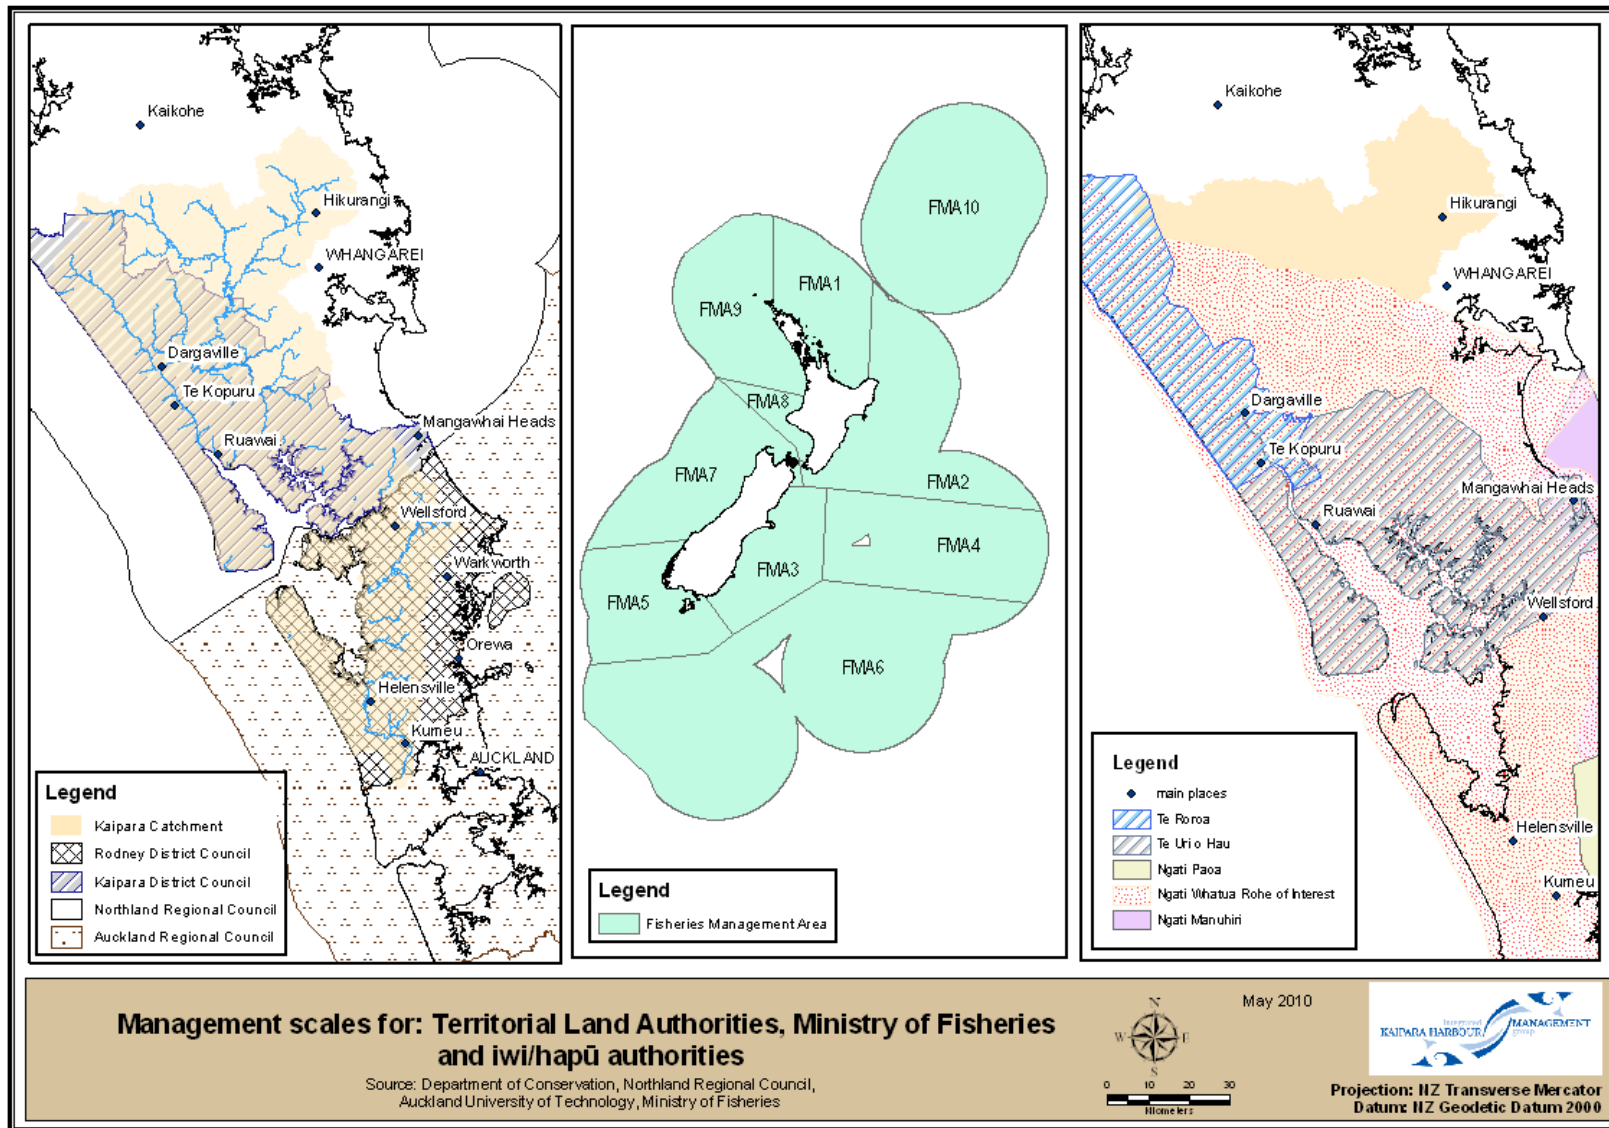 Kaikohe
Hikurangi
WHANGAREI
Dargaville
Te Kopuru
Ruawai
Mangawhai Heads
Wellsford
Warkworth
Orewa
Helensville
Kumeu
AUCKLAND
Legend
Kaipara Catchment
Rodney District Council
Kaipara District Council
Northland Regional Council
Auckland Regional Council
FMA10
FMA1
FMA9
FMA8
FMA7
FMA2
FMA4
FMA3
FMA5
FMA6
Legend
Fisheries Management Area
Kaikohe
Hikurangi
WHANGAREI
Dargaville
Te Kopuru
Mangawhai Heads
Ruawai
Wellsford
Helensville
Kumeu
Legend
main places
Te Roroa
Te Uri o Hau
Ngati Paoa
Ngati Whatua Rohe of Interest
Ngati Manuhiri
Management scales for: Territorial Land Authorities, Ministry of Fisheries
and iwi/hapū authorities
Source: Department of Conservation, Northland Regional Council,
Auckland University of Technology, Ministry of Fisheries
N
W E
S
0 10 20 30
Kilometers
May 2010
Integrated
KAIPARA HARBOUR MANAGEMENT
group
Projection: NZ Transverse Mercator
Datum: NZ Geodetic Datum 2000